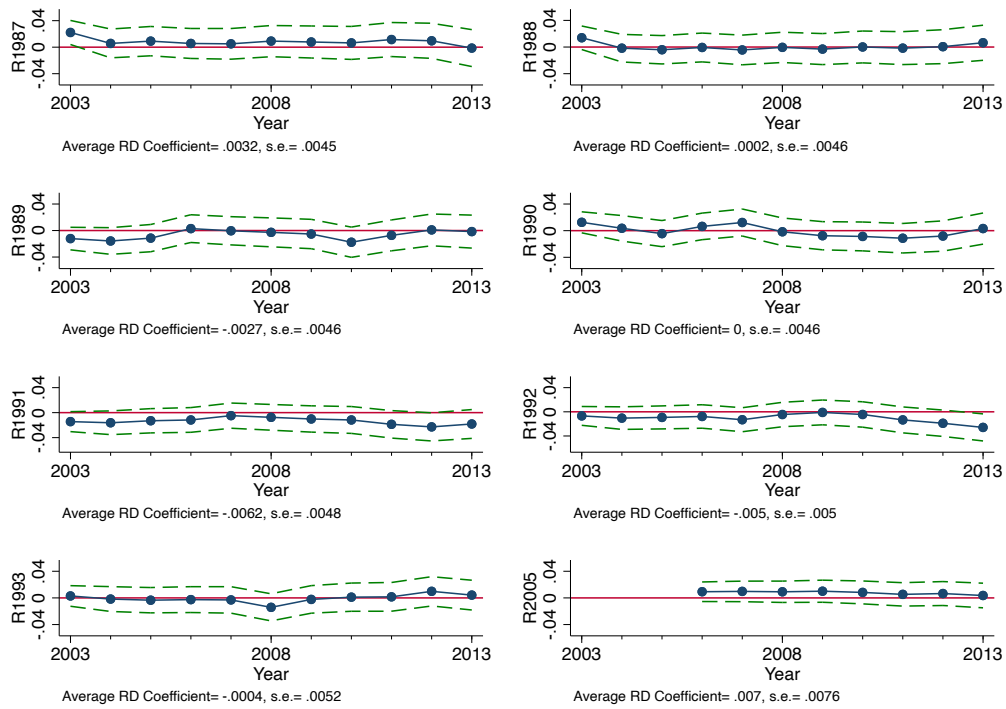 R1987
.04
0
-.04
2003 2008 2013
Year
Average RD Coefficient= .0032, s.e.= .0045
R1988
.04
0
-.04
2003 2008 2013
Year
Average RD Coefficient= .0002, s.e.= .0046
R1989
.04
0
-.04
2003 2008 2013
Year
Average RD Coefficient= -.0027, s.e.= .0046
R1990
.04
0
-.04
2003 2008 2013
Year
Average RD Coefficient= 0, s.e.= .0046
R1991
.04
0
-.04
2003 2008 2013
Year
Average RD Coefficient= -.0062, s.e.= .0048
R1992
.04
0
-.04
2003 2008 2013
Year
Average RD Coefficient= -.005, s.e.= .005
R1993
.04
0
-.04
2003 2008 2013
Year
Average RD Coefficient= -.0004, s.e.= .0052
R2005
.04
0
-.04
2003 2008 2013
Year
Average RD Coefficient= .007, s.e.= .0076